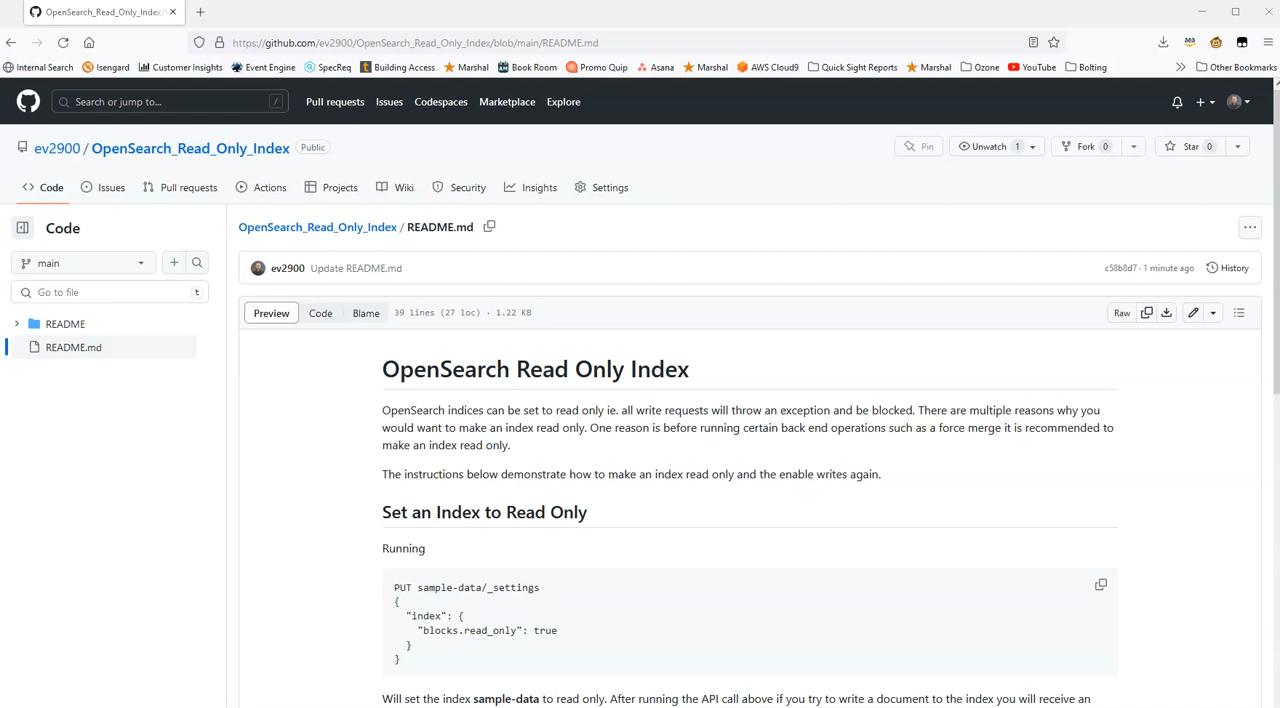 OpenSearch_Read_Only_Index/
https://github.com/ev2900/OpenSearch_Read_Only_Index/blob/main/README.md
Internal Search Isengard Customer Insights Event Engine SpecReq Building Access Marshal Book Room Promo Quip Asana Marshal AWS Cloud9 Quick Sight Reports Marshal Ozone YouTube Bolting Other Bookmarks
Search or jump to... / Pull requests Issues Codespaces Marketplace Explore
ev2900 / OpenSearch_Read_Only_Index Public Pin Unwatch 1 Fork 0 Star 0
Code Issues Pull requests Actions Projects Wiki Security Insights Settings
Code
main
Go to file t
README
README.md
OpenSearch_Read_Only_Index / README.md
ev2900 Update README.md c58b8d7 · 1 minute ago History
Preview Code Blame 39 lines (27 loc) · 1.22 KB Raw
OpenSearch Read Only Index
OpenSearch indices can be set to read only ie. all write requests will throw an exception and be blocked. There are multiple reasons why you
would want to make an index read only. One reason is before running certain back end operations such as a force merge it is recommended to
make an index read only.
The instructions below demonstrate how to make an index read only and the enable writes again.
Set an Index to Read Only
Running
PUT sample-data/_settings
{
"index": {
"blocks.read_only": true
}
}
Will set the index sample-data to read only. After running the API call above if you try to write a document to the index you will receive an